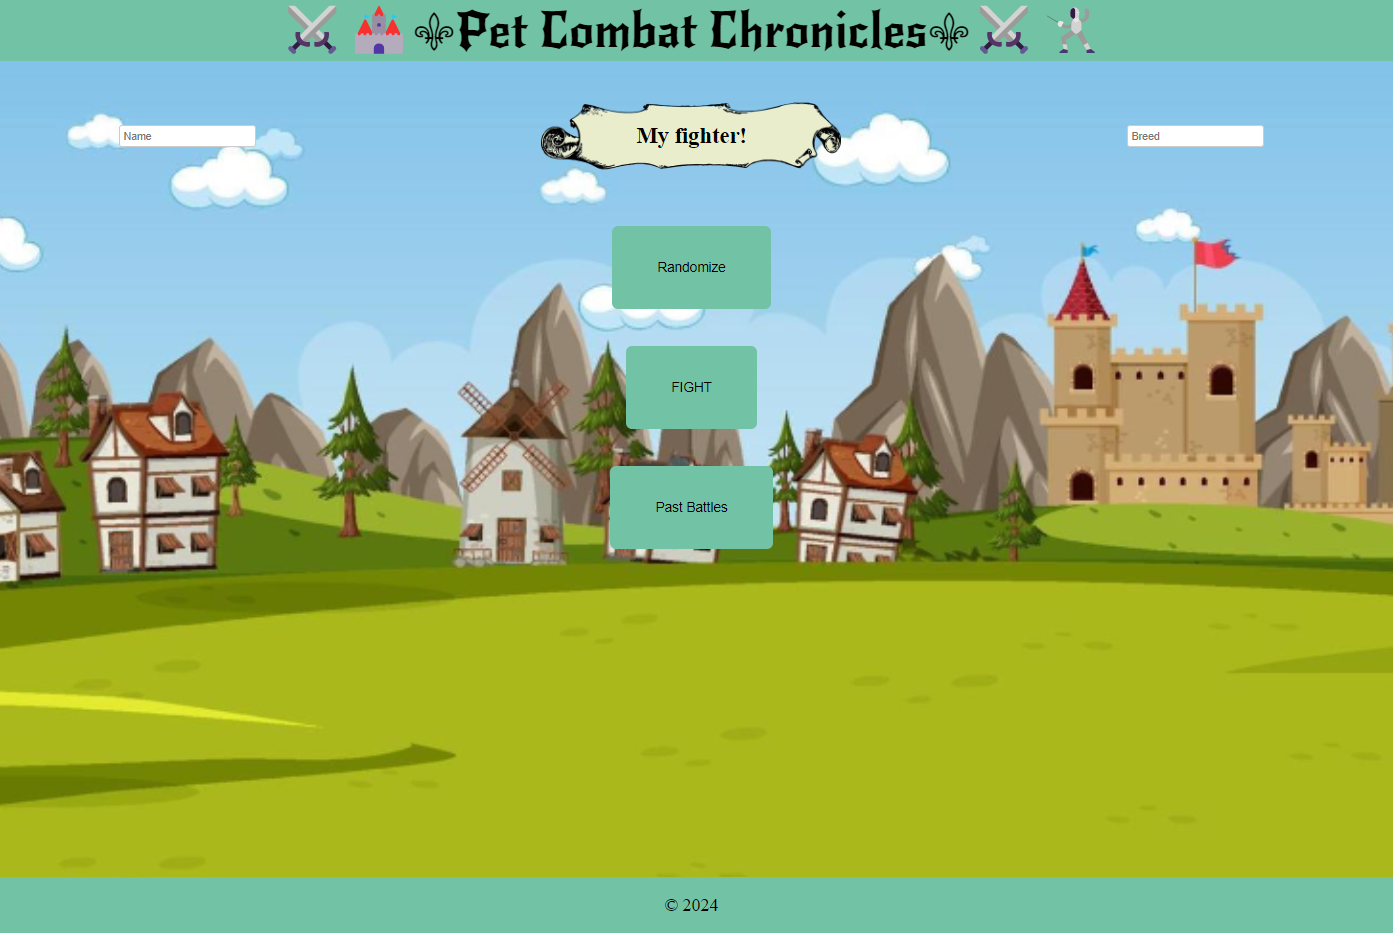 ⚜Pet Combat Chronicles⚜
Name
My fighter!
Breed
Randomize
FIGHT
Past Battles
© 2024